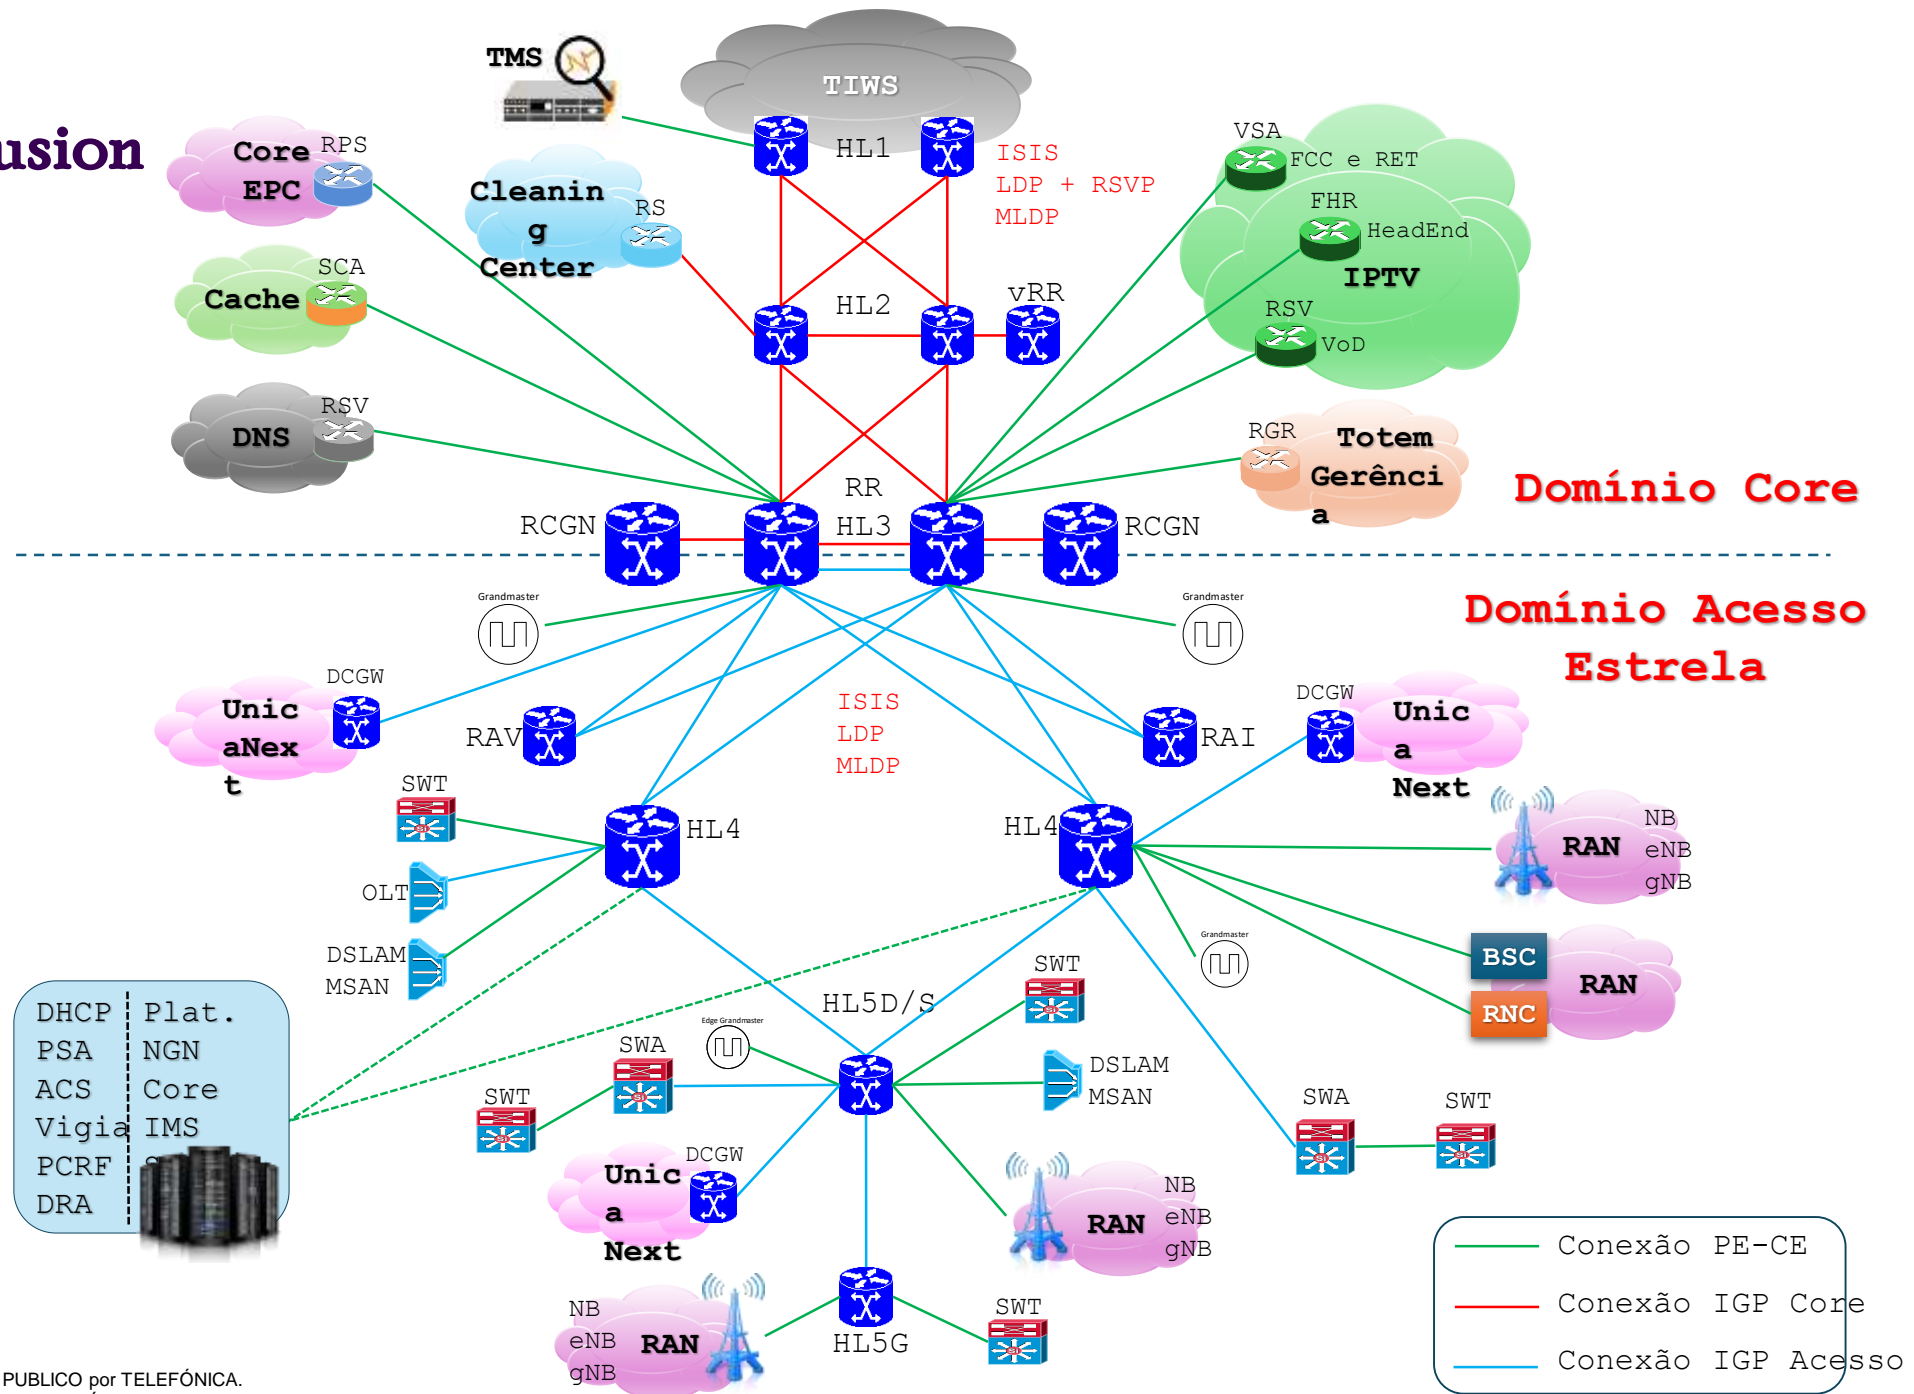 usion
TMS
TIWS
HL1
ISIS
LDP + RSVP
MLDP
Core
EPC
RPS
Cleanin
g
Center
RS
VSA
FCC e RET
FHR
HeadEnd
IPTV
RSV
VoD
SCA
Cache
HL2
vRR
RSV
DNS
RGR
Totem
Gerênci
a
Domínio Core
RR
HL3
RCGN
RCGN
Grandmaster
Grandmaster
Domínio Acesso
Estrela
DCGW
Unic
aNex
t
RAV
ISIS
LDP
MLDP
RAI
DCGW
Unic
a
Next
SWT
HL4
HL4
OLT
DSLAM
MSAN
NB
eNB
gNB
RAN
Grandmaster
BSC
RNC
RAN
DHCP
PSA
ACS
Vigia
PCRF
DRA
Plat.
NGN
Core
IMS
HL5D/S
SWT
Edge Grandmaster
SWA
SWT
DSLAM
MSAN
SWA
SWT
DCGW
Unic
a
Next
RAN
NB
eNB
gNB
NB
eNB
gNB
RAN
HL5G
SWT
Conexão PE-CE
Conexão IGP Core
Conexão IGP Acesso
PUBLICO por TELEFÓNICA.